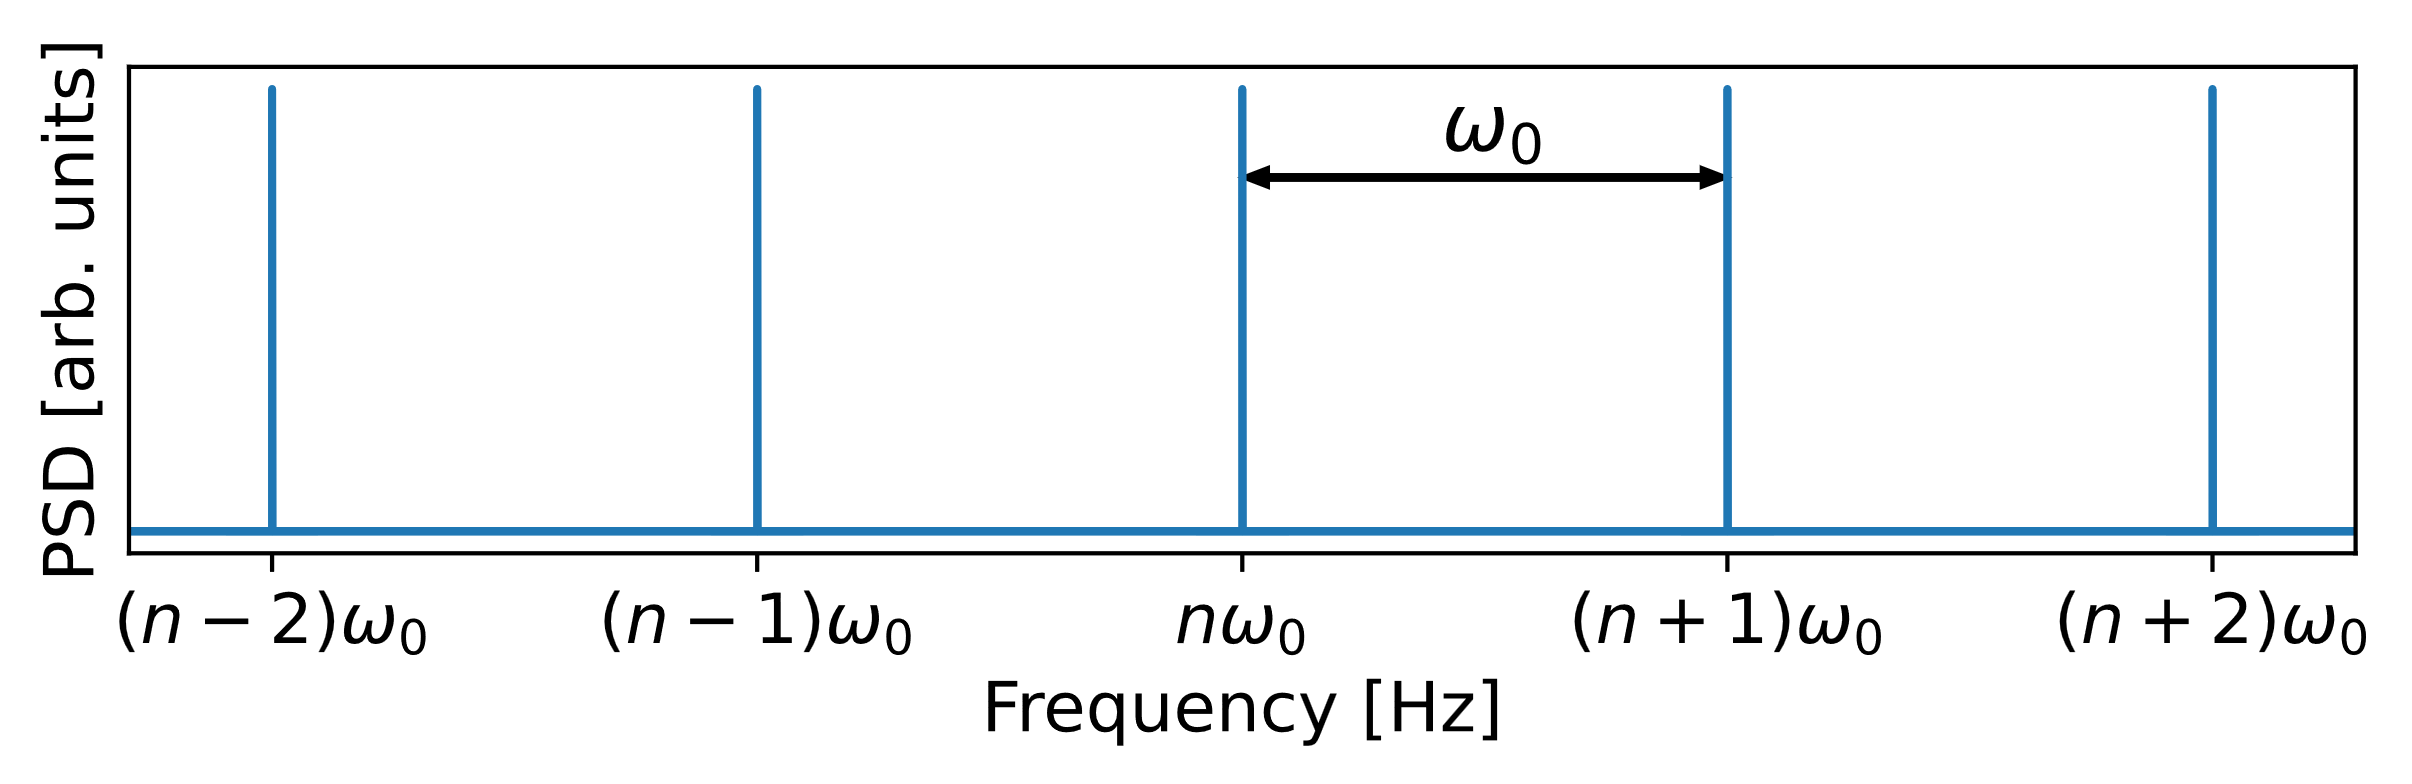 PSD [arb. units]
ω₀
(n − 2)ω₀ (n − 1)ω₀ nω₀ (n + 1)ω₀ (n + 2)ω₀
Frequency [Hz]